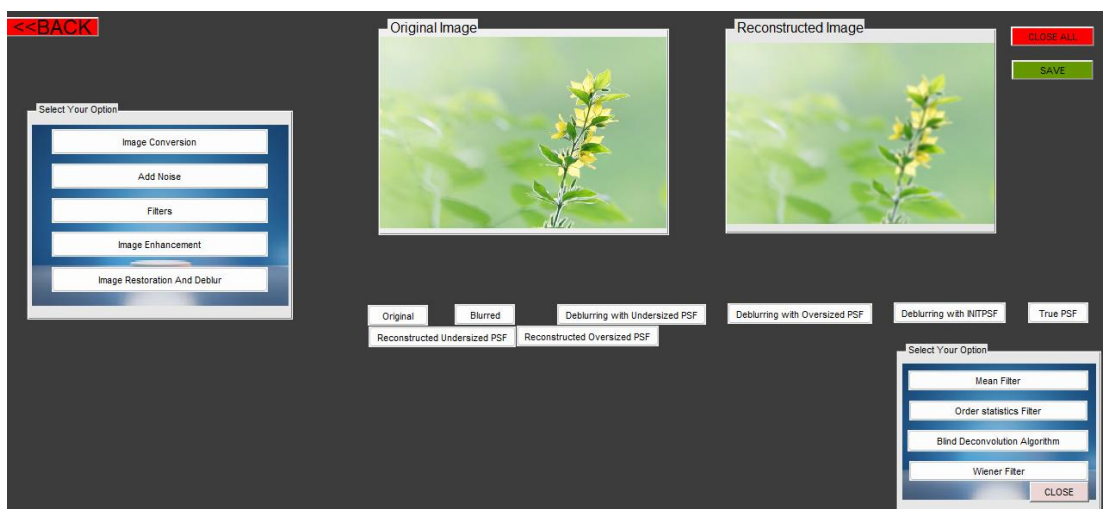 <<BACK
Original Image
Reconstructed Image
CLOSE ALL
SAVE
Select Your Option
Image Conversion
Add Noise
Filters
Image Enhancement
Image Restoration And Deblur
Original
Blurred
Deblurring with Undersized PSF
Deblurring with Oversized PSF
Deblurring with INITPSF
True PSF
Reconstructed Undersized PSF
Reconstructed Oversized PSF
Select Your Option
Mean Filter
Order statistics Filter
Blind Deconvolution Algorithm
Wiener Filter
CLOSE